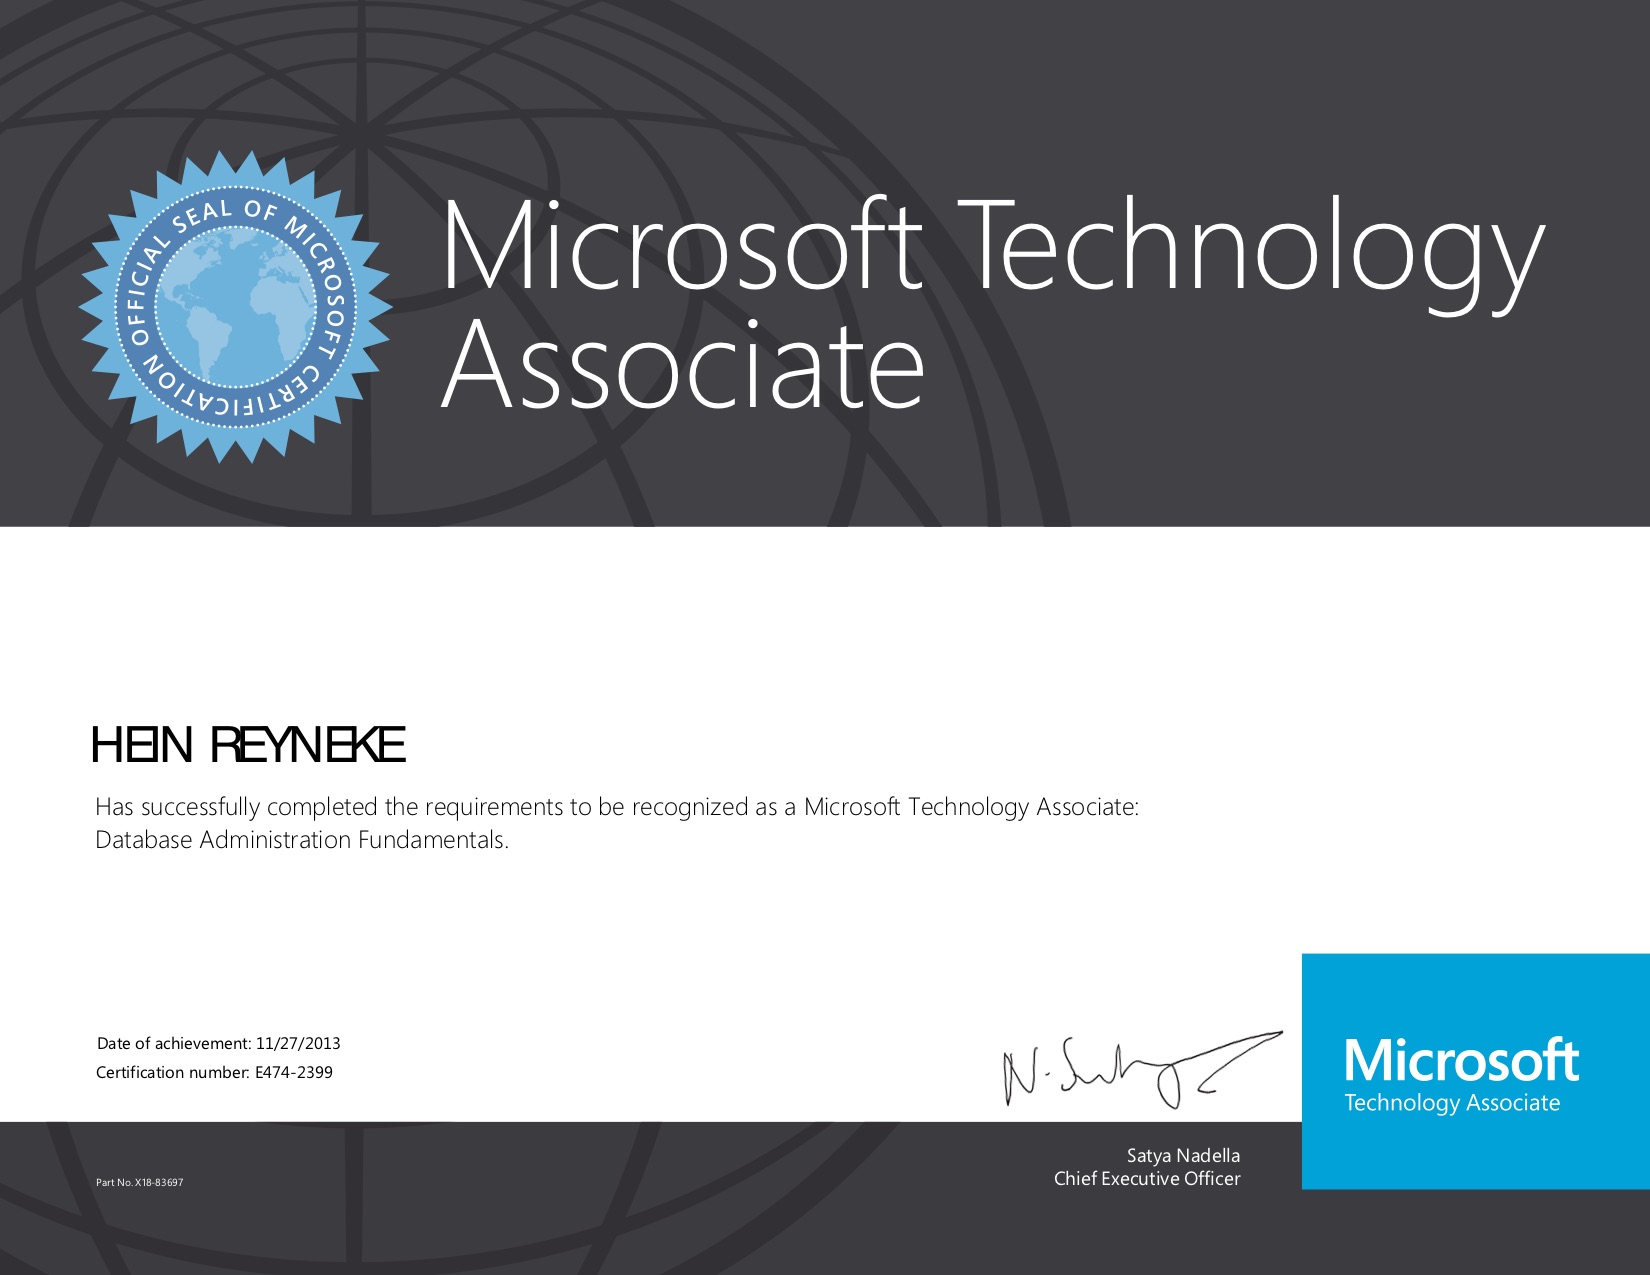 Microsoft Technology
Associate
OFFICIAL SEAL OF MICROSOFT CERTIFICATION
HEIN REYNEKE
Has successfully completed the requirements to be recognized as a Microsoft Technology Associate:
Database Administration Fundamentals.
Date of achievement: 11/27/2013
Certification number: E474-2399
N. Satya
Microsoft
Technology Associate
Satya Nadella
Chief Executive Officer
Part No. X18-83697